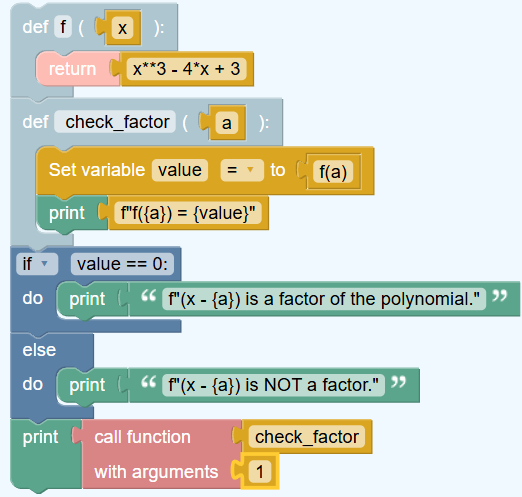 def f ( x ):
return x**3 - 4*x + 3
def check_factor ( a ):
Set variable value = to f(a)
print f"f({a}) = {value}"
if value == 0:
do print “ f"(x - {a}) is a factor of the polynomial." ”
else
do print “ f"(x - {a}) is NOT a factor." ”
print call function check_factor
with arguments 1